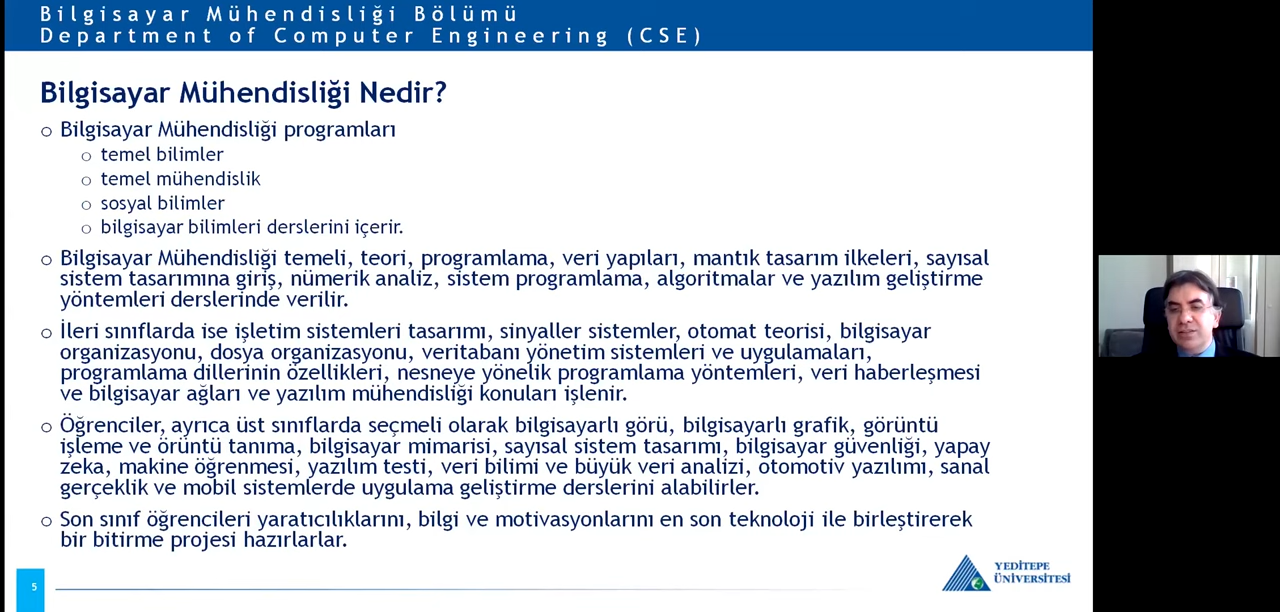 Bilgisayar Mühendisliği Bölümü
Department of Computer Engineering (CSE)
Bilgisayar Mühendisliği Nedir?
o Bilgisayar Mühendisliği programları
o temel bilimler
o temel mühendislik
o sosyal bilimler
o bilgisayar bilimleri derslerini içerir.
o Bilgisayar Mühendisliği temeli, teori, programlama, veri yapıları, mantık tasarım ilkeleri, sayısal
sistem tasarımına giriş, nümerik analiz, sistem programlama, algoritmalar ve yazılım geliştirme
yöntemleri derslerinde verilir.
o İleri sınıflarda ise işletim sistemleri tasarımı, sinyaller sistemler, otomat teorisi, bilgisayar
organizasyonu, dosya organizasyonu, veritabanı yönetim sistemleri ve uygulamaları,
programlama dillerinin özellikleri, nesneye yönelik programlama yöntemleri, veri haberleşmesi
ve bilgisayar ağları ve yazılım mühendisliği konuları işlenir.
o Öğrenciler, ayrıca üst sınıflarda seçmeli olarak bilgisayarlı görü, bilgisayarlı grafik, görüntü
işleme ve örüntü tanıma, bilgisayar mimarisi, sayısal sistem tasarımı, bilgisayar güvenliği, yapay
zeka, makine öğrenmesi, yazılım testi, veri bilimi ve büyük veri analizi, otomotiv yazılımı, sanal
gerçeklik ve mobil sistemlerde uygulama geliştirme derslerini alabilirler.
o Son sınıf öğrencileri yaratıcılıklarını, bilgi ve motivasyonlarını en son teknoloji ile birleştirerek
bir bitirme projesi hazırlarlar.
5
YEDİTEPE
ÜNİVERSİTESİ